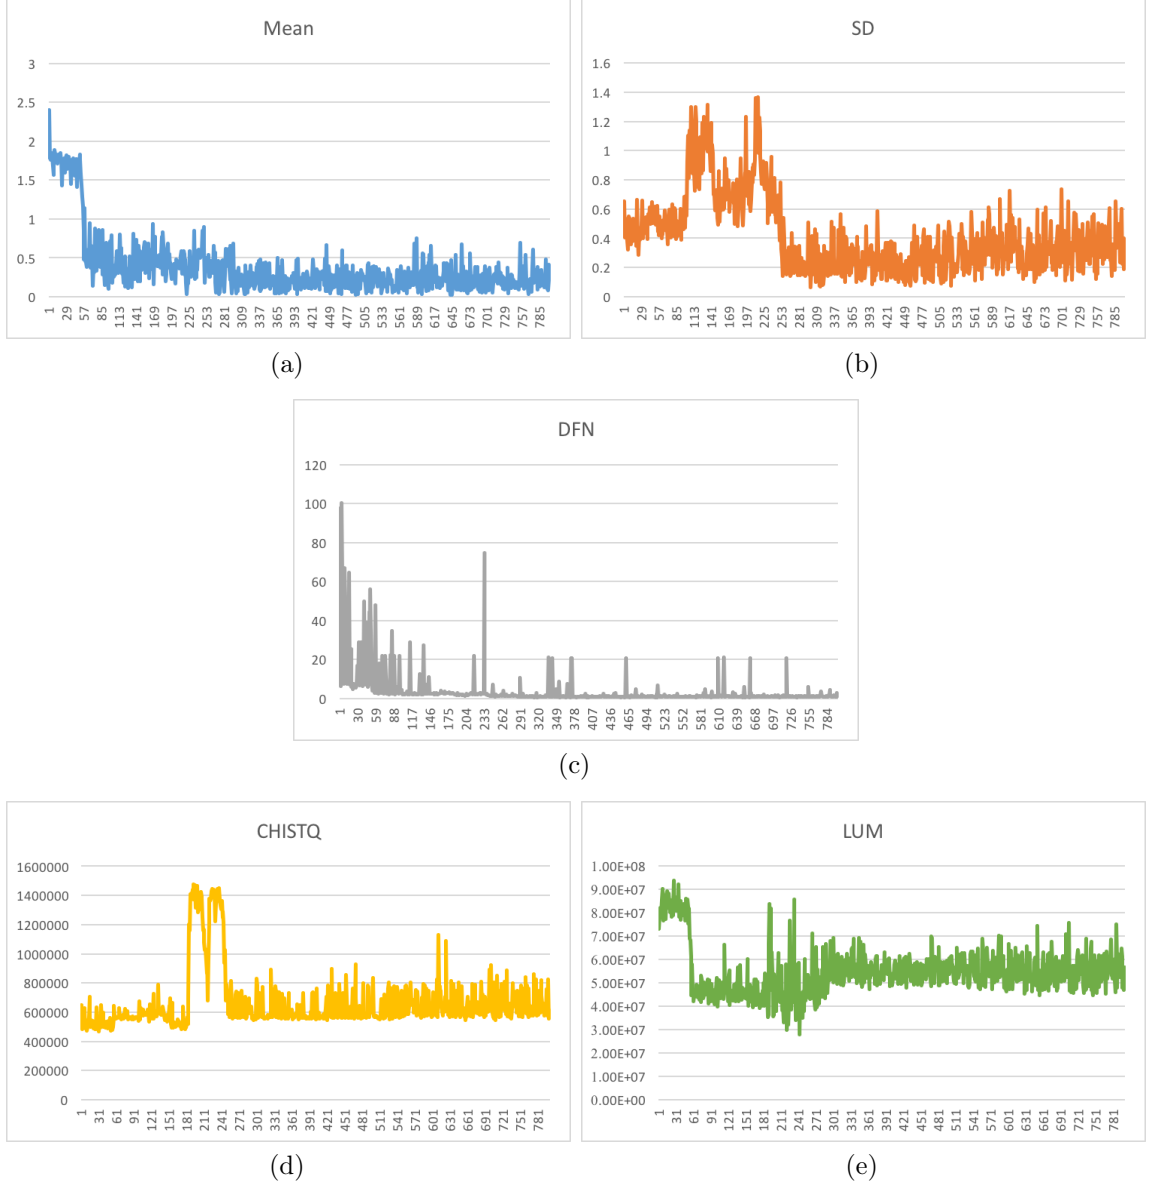 Mean
3
2.5
2
1.5
1
0.5
0
1 29 57 85 113 141 169 197 225 253 281 309 337 365 393 421 449 477 505 533 561 589 617 645 673 701 729 757 785
(a)
SD
1.6
1.4
1.2
1
0.8
0.6
0.4
0.2
0
1 29 57 85 113 141 169 197 225 253 281 309 337 365 393 421 449 477 505 533 561 589 617 645 673 701 729 757 785
(b)
DFN
120
100
80
60
40
20
0
1 30 59 88 117 146 175 204 233 262 291 320 349 378 407 436 465 494 523 552 581 610 639 668 697 726 755 784
(c)
CHISTQ
1600000
1400000
1200000
1000000
800000
600000
400000
200000
0
1 31 61 91 121 151 181 211 241 271 301 331 361 391 421 451 481 511 541 571 601 631 661 691 721 751 781
(d)
LUM
1.00E+08
9.00E+07
8.00E+07
7.00E+07
6.00E+07
5.00E+07
4.00E+07
3.00E+07
2.00E+07
1.00E+07
0.00E+00
1 31 61 91 121 151 181 211 241 271 301 331 361 391 421 451 481 511 541 571 601 631 661 691 721 751 781
(e)